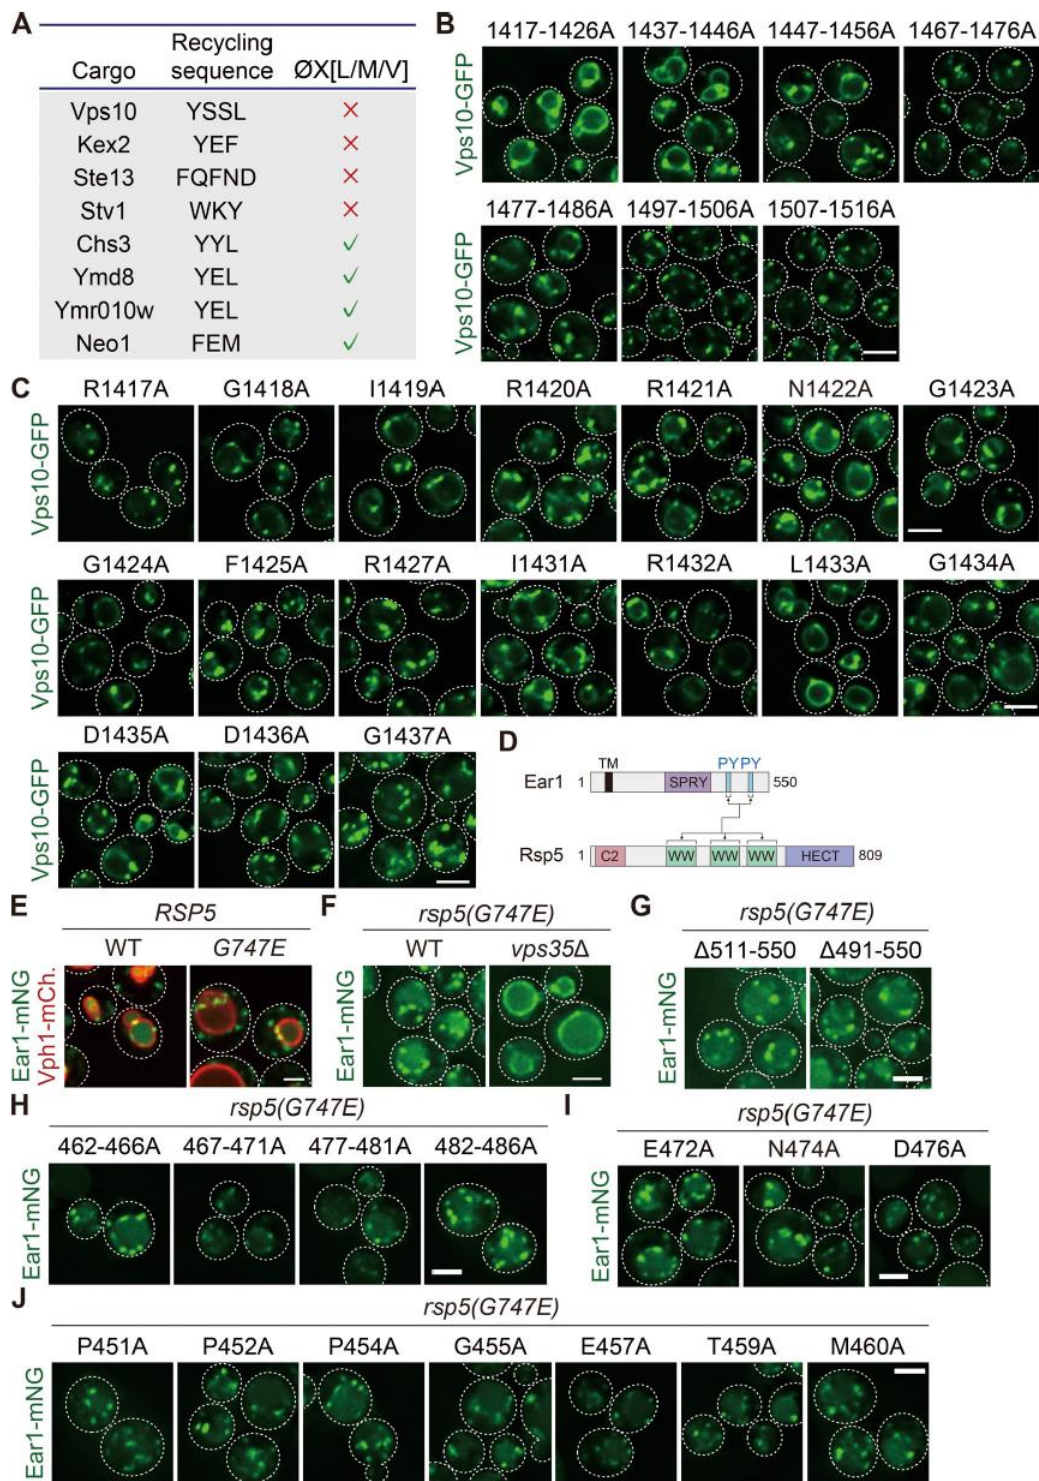 A
Cargo Recycling sequence ØX[L/M/V]
Vps10 YSSL ×
Kex2 YEF ×
Ste13 FQFND ×
Stv1 WKY ×
Chs3 YYL ✓
Ymd8 YEL ✓
Ymr010w YEL ✓
Neo1 FEM ✓
B
1417-1426A 1437-1446A 1447-1456A 1467-1476A
Vps10-GFP
1477-1486A 1497-1506A 1507-1516A
Vps10-GFP
C
R1417A G1418A I1419A R1420A R1421A N1422A G1423A
Vps10-GFP
G1424A F1425A R1427A I1431A R1432A L1433A G1434A
Vps10-GFP
D1435A D1436A G1437A
Vps10-GFP
D
TM PY PY
Ear1 1 SPRY 550
Rsp5 1 C2 WW WW WW HECT 809
E
RSP5
WT G747E
Ear1-mNG
Vph1-mCh.
F
rsp5(G747E)
WT vps35Δ
Ear1-mNG
G
rsp5(G747E)
Δ511-550 Δ491-550
Ear1-mNG
H
rsp5(G747E)
462-466A 467-471A 477-481A 482-486A
Ear1-mNG
I
rsp5(G747E)
E472A N474A D476A
Ear1-mNG
J
rsp5(G747E)
P451A P452A P454A G455A E457A T459A M460A
Ear1-mNG